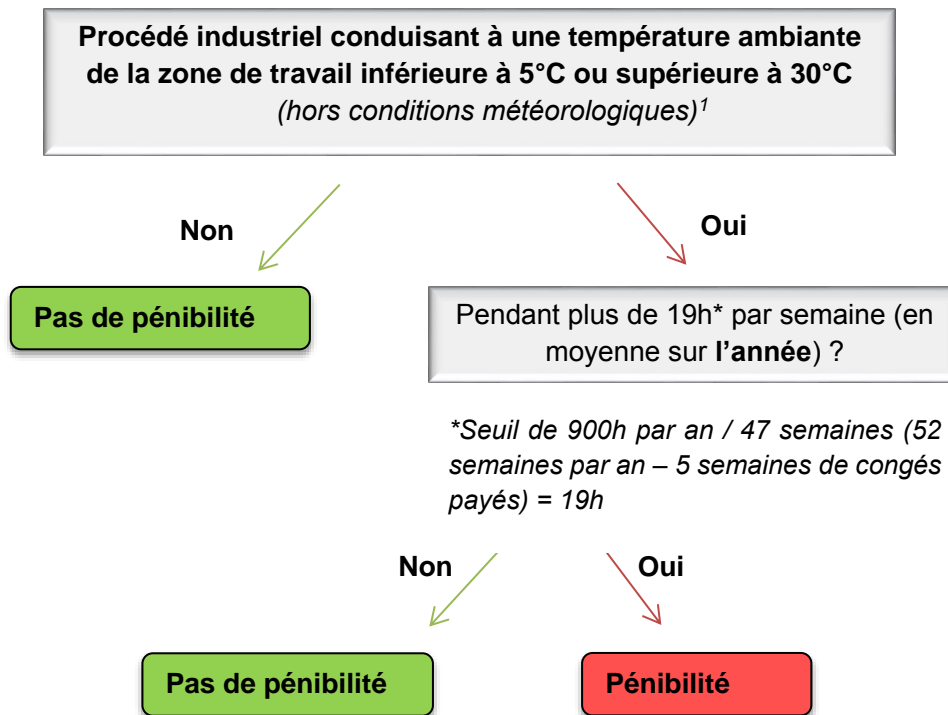 Procédé industriel conduisant à une température ambiante
de la zone de travail inférieure à 5°C ou supérieure à 30°C
(hors conditions météorologiques)1
Non
Oui
Pas de pénibilité
Pendant plus de 19h* par semaine (en
moyenne sur l'année) ?
*Seuil de 900h par an / 47 semaines (52
semaines par an – 5 semaines de congés
payés) = 19h
Non
Oui
Pas de pénibilité
Pénibilité